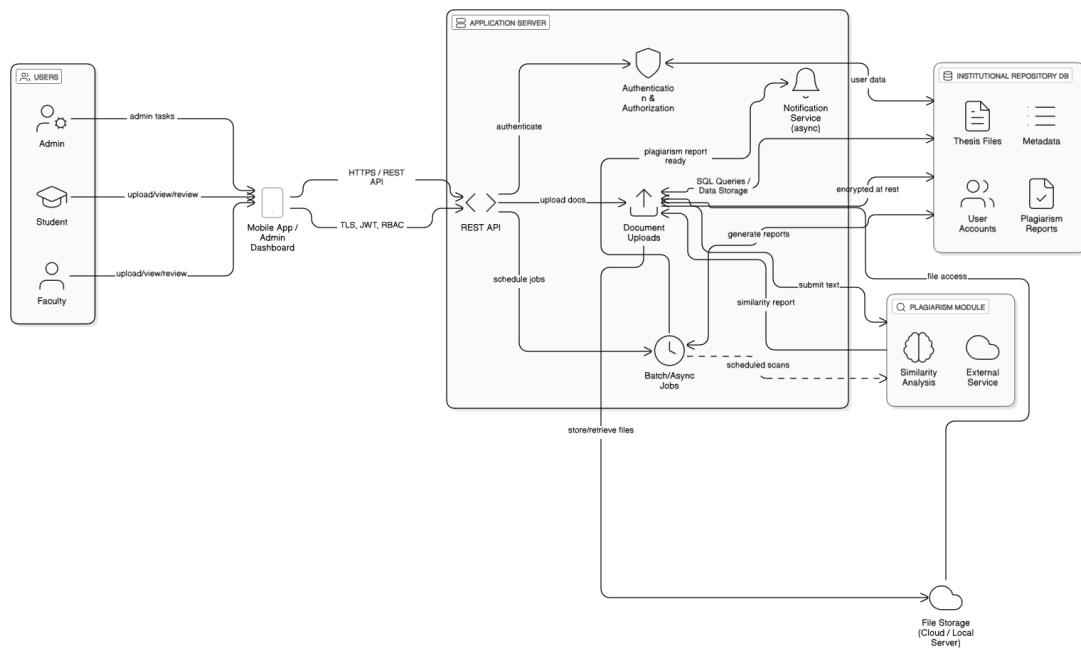 APPLICATION SERVER
USERS
Admin
Student
Faculty
admin tasks
upload/view/review
upload/view/review
Mobile App /
Admin
Dashboard
HTTPS / REST
API
TLS, JWT, RBAC
REST API
authenticate
upload docs
schedule jobs
Authenticatio
n &
Authorization
Notification
Service
(async)
user data
plagiarism report
ready
SQL Queries /
Data Storage
encrypted at rest
Document
Uploads
generate reports
submit text
similarity report
file access
Batch/Async
Jobs
scheduled scans
store/retrieve files
INSTITUTIONAL REPOSITORY DB
Thesis Files
Metadata
User
Accounts
Plagiarism
Reports
PLAGIARISM MODULE
Similarity
Analysis
External
Service
File Storage
(Cloud / Local
Server)